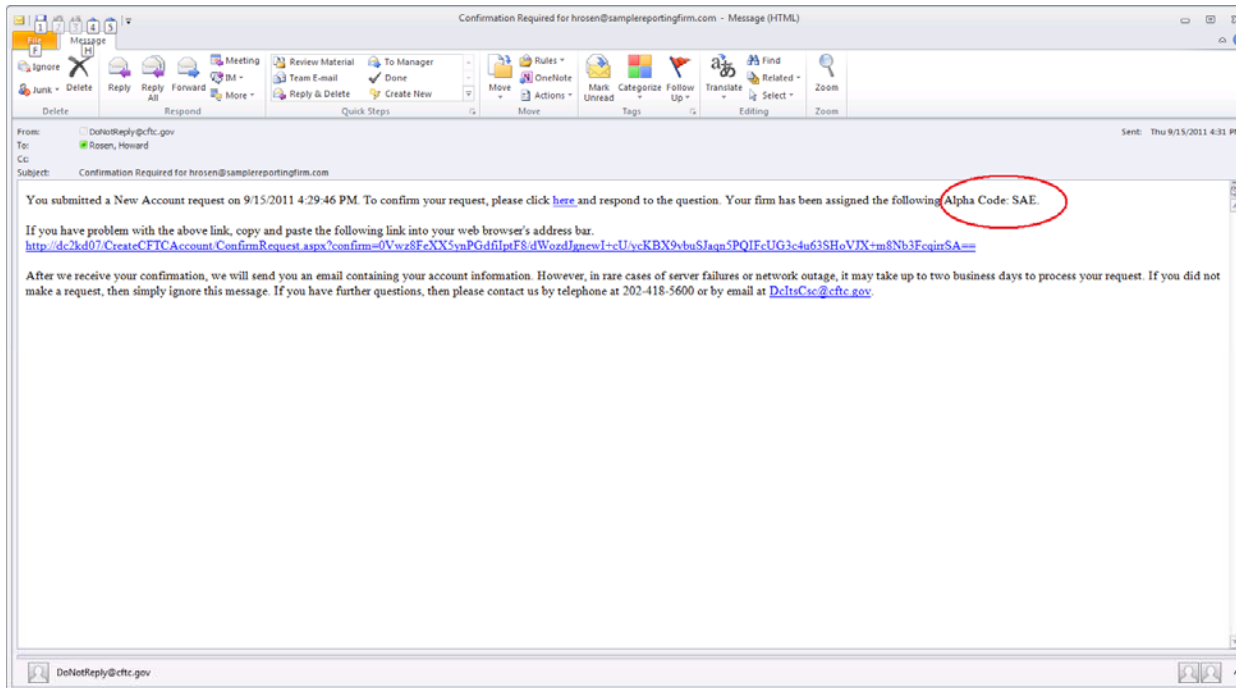 Confirmation Required for hrosen@samplereportingfirm.com - Message (HTML)
1 2 3 4 5
File Message
F H
Ignore
Junk
Delete
Reply
Reply All
Forward
Meeting
IM
More
Review Material
Team E-mail
Reply & Delete
To Manager
Done
Create New
Move
Rules
OneNote
Actions
Mark Unread
Categorize
Follow Up
Translate
Find
Related
Select
Zoom
Delete Respond Quick Steps Move Tags Editing Zoom
From: DoNotReply@cftc.gov Sent: Thu 9/15/2011 4:31 PM
To: Rosen, Howard
Cc:
Subject: Confirmation Required for hrosen@samplereportingfirm.com
You submitted a New Account request on 9/15/2011 4:29:46 PM. To confirm your request, please click here and respond to the question. Your firm has been assigned the following Alpha Code: SAE.
If you have problem with the above link, copy and paste the following link into your web browser's address bar.
http://dc2kd07/CreateCFTCAccount/ConfirmRequest.aspx?confirm=0Vwz8FeXX5ynPGdfiIptF8/dWozdJgnewI+cU/ycKBX9vbuSJaqn5PQIFcUG3c4u63SHoVJX+m8Nb3FcqirrSA==
After we receive your confirmation, we will send you an email containing your account information. However, in rare cases of server failures or network outage, it may take up to two business days to process your request. If you did not
make a request, then simply ignore this message. If you have further questions, then please contact us by telephone at 202-418-5600 or by email at DcItsCsc@cftc.gov.
DoNotReply@cftc.gov